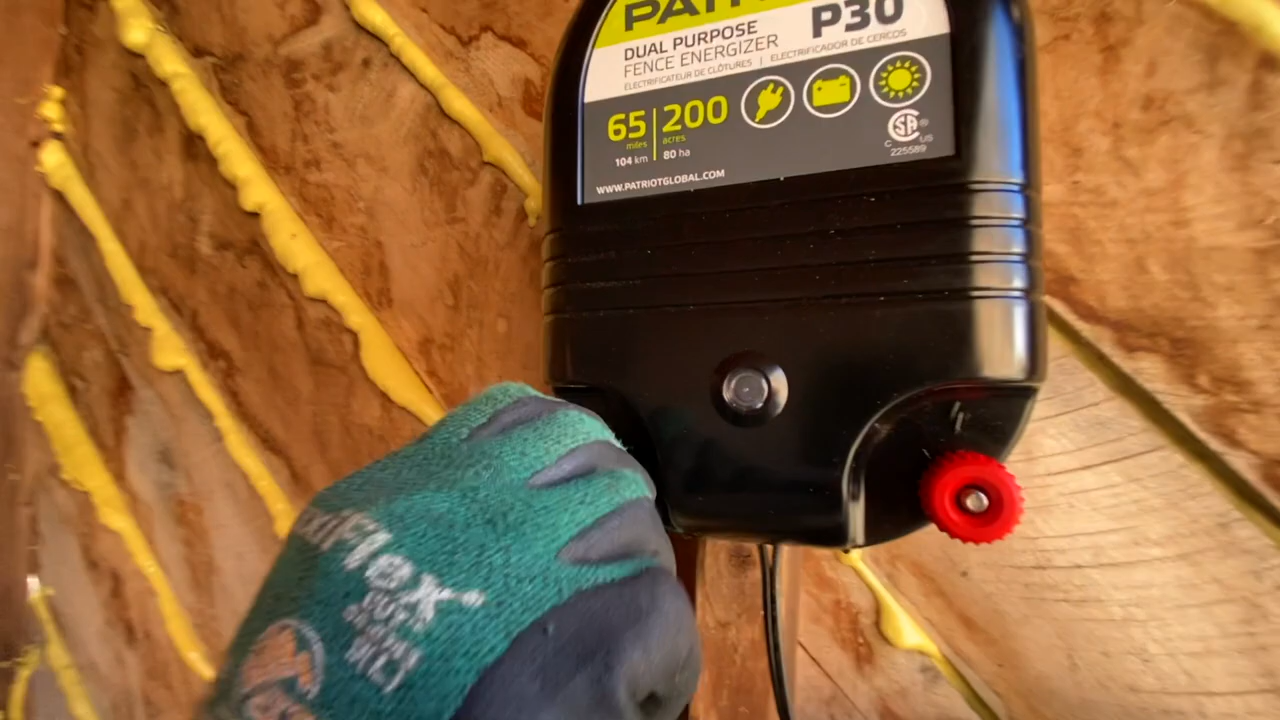 P30
DUAL PURPOSE
FENCE ENERGIZER
ÉLECTRIFICATEUR DE CLÔTURES | ELECTRIFICADOR DE CERCOS
65 miles 200 acres
104 km 80 ha
C US
225589
WWW.PATRIOTGLOBAL.COM